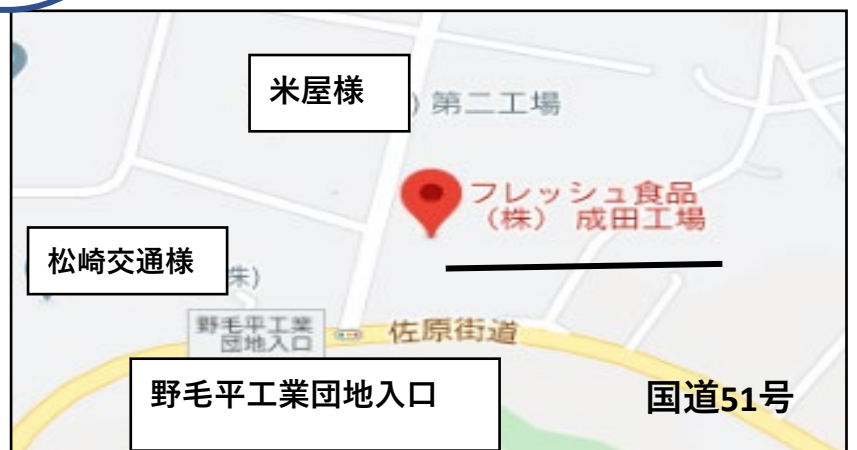 米屋様
) 第二工場
フレッシュ食品
(株) 成田工場
松崎交通様
株)
野毛平工業
団地入口
佐原街道
野毛平工業団地入口
国道51号